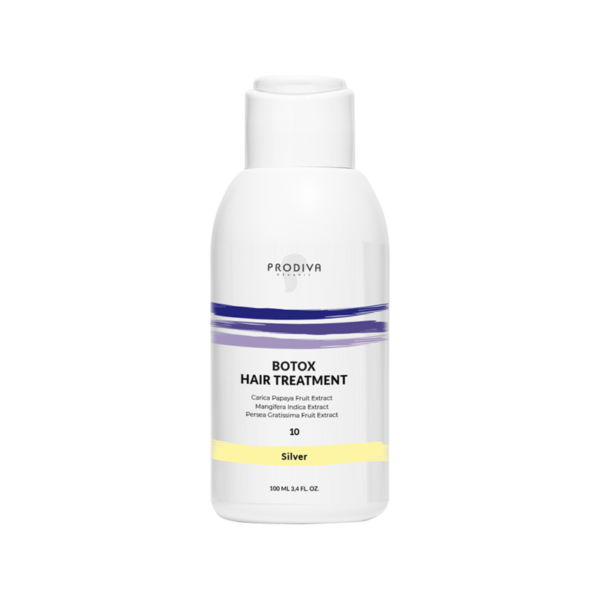 PRODIVA
ORGANIC
BOTOX
HAIR TREATMENT
Carica Papaya Fruit Extract
Mangifera Indica Extract
Persea Gratissima Fruit Extract
10
Silver
100 ML 3,4 FL. OZ.